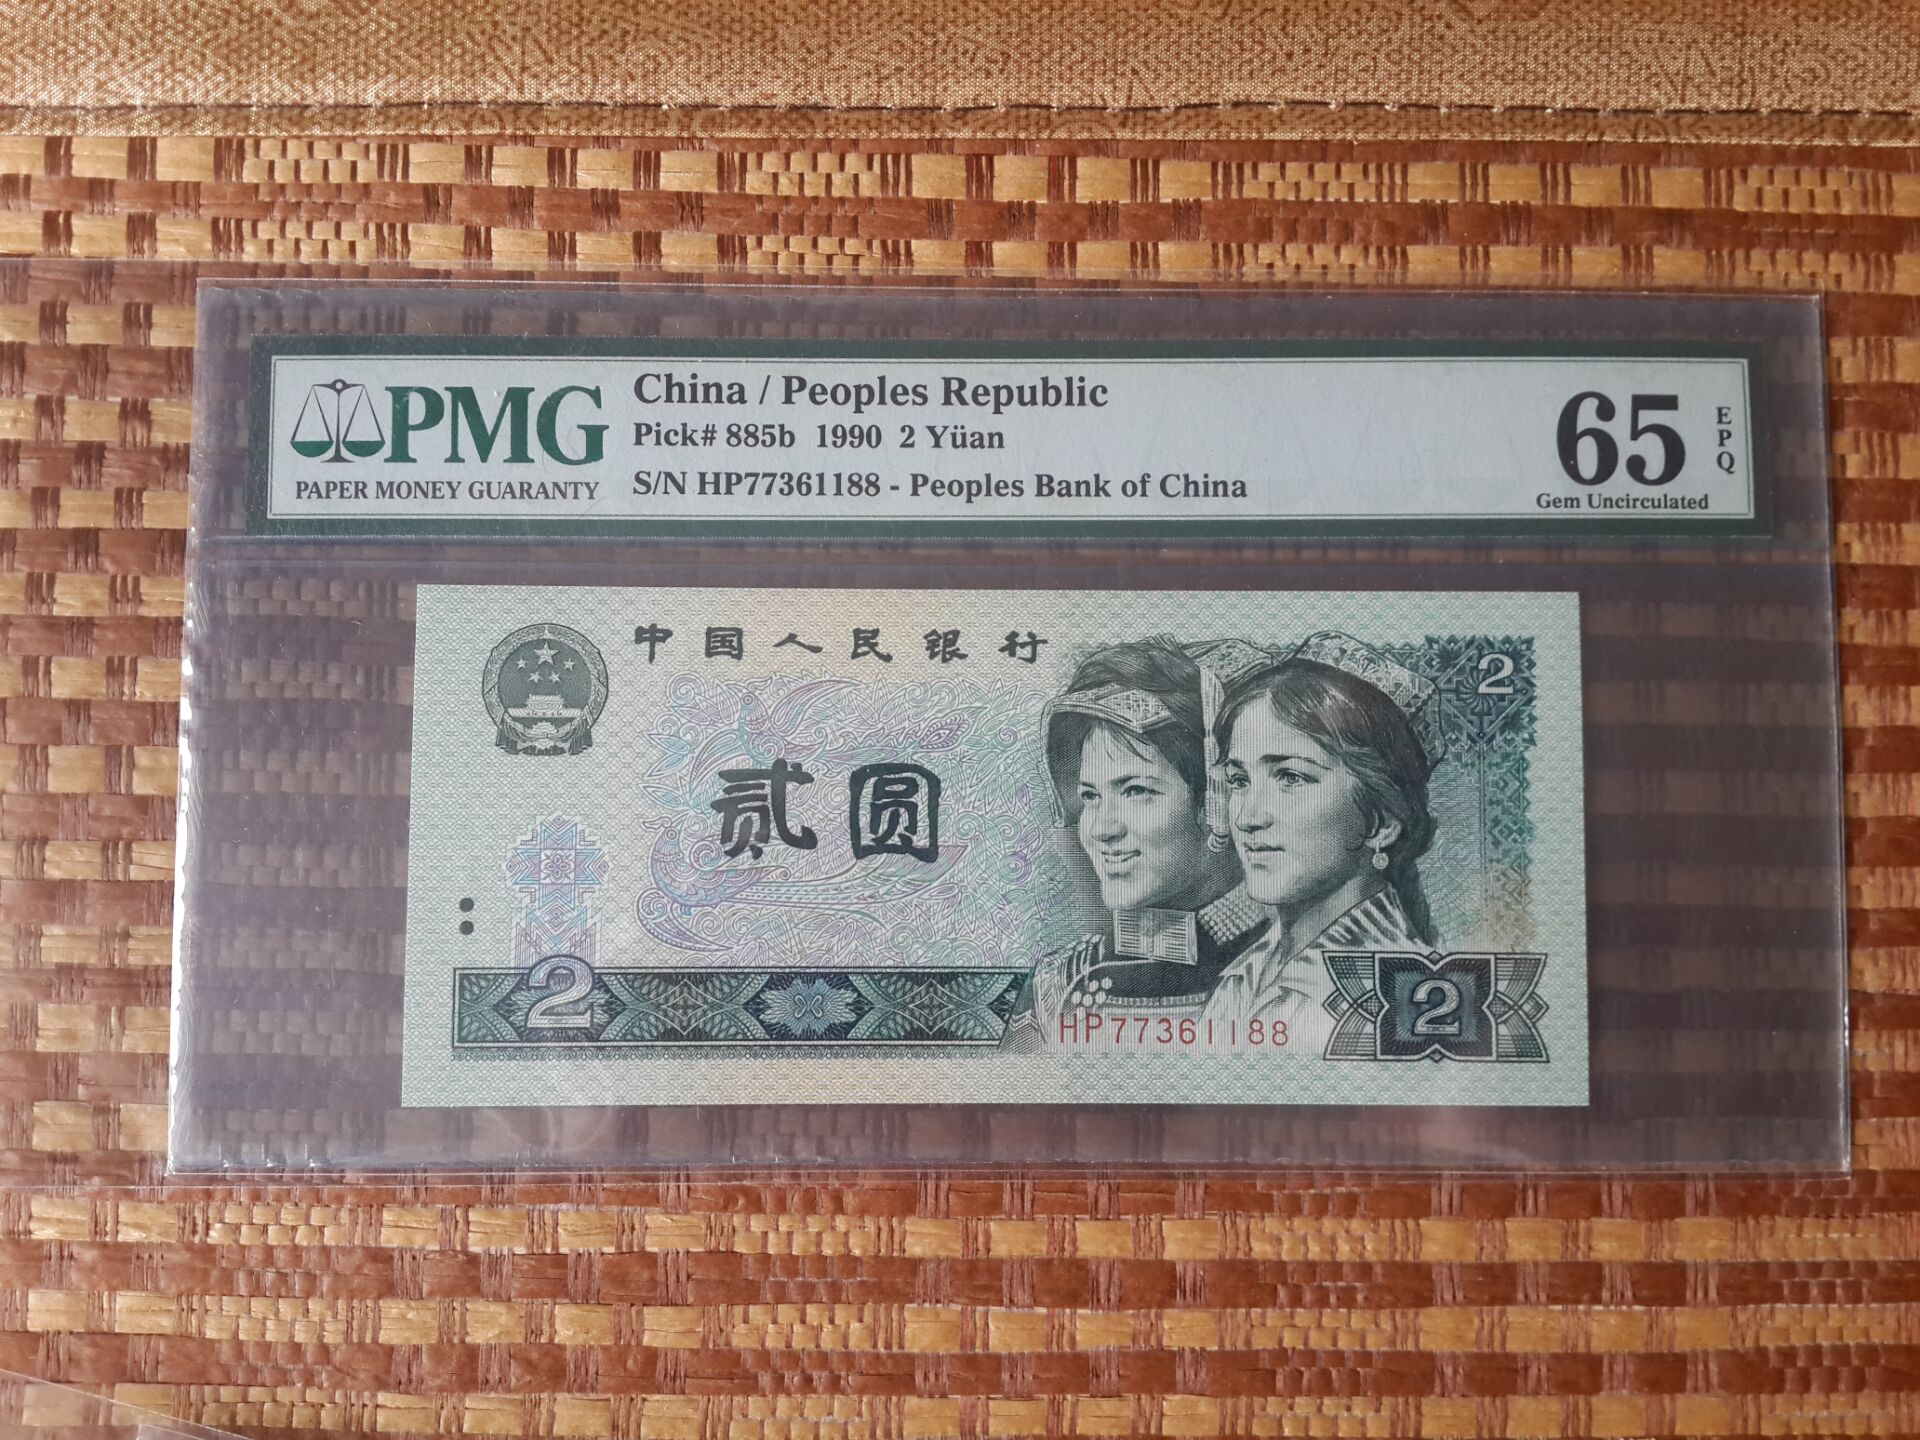 PMG
PAPER MONEY GUARANTY
China / Peoples Republic
Pick# 885b 1990 2 Yüan
S/N HP77361188 - Peoples Bank of China
65
EPQ
Gem Uncirculated
中国人民银行
2
贰圆
2
HP77361188
2